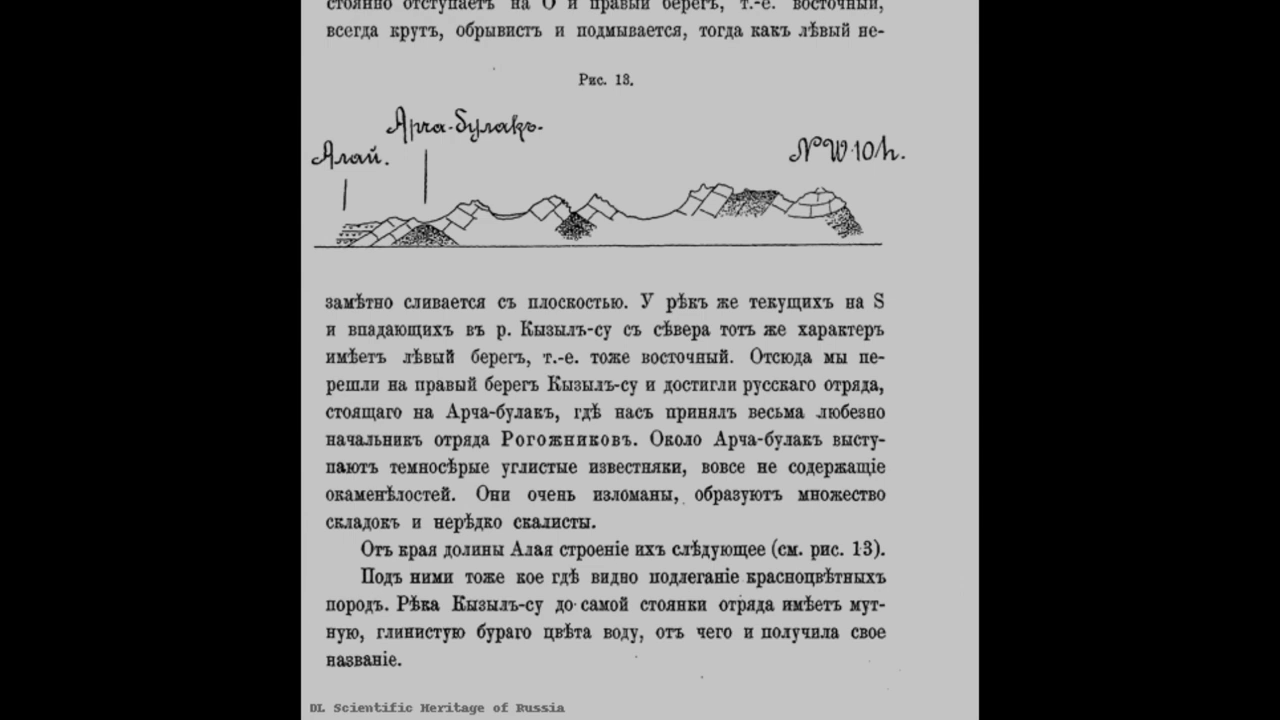 стоянно отступаетъ на О и правый берегъ, т.-е. восточный,
всегда крутъ, обрывистъ и подмывается, тогда какъ лѣвый не-
Рис. 13.
Арча-булакъ.
Алай.
NW·10h.
замѣтно сливается съ плоскостью. У рѣкъ же текущихъ на S
и впадающихъ въ р. Кызылъ-су съ сѣвера тотъ же характеръ
имѣетъ лѣвый берегъ, т.-е. тоже восточный. Отсюда мы пе-
решли на правый берегъ Кызылъ-су и достигли русскаго отряда,
стоящаго на Арча-булакъ, гдѣ насъ принялъ весьма любезно
начальникъ отряда Рогожниковъ. Около Арча-булакъ высту-
паютъ темносѣрые углистые известняки, вовсе не содержащіе
окаменѣлостей. Они очень изломаны, образуютъ множество
складокъ и нерѣдко скалисты.
Отъ края долины Алая строеніе ихъ слѣдующее (см. рис. 13).
Подъ ними тоже кое гдѣ видно подлеганіе красноцвѣтныхъ
породъ. Рѣка Кызылъ-су до самой стоянки отряда имѣетъ мут-
ную, глинистую бураго цвѣта воду, отъ чего и получила свое
названіе.
DL Scientific Heritage of Russia